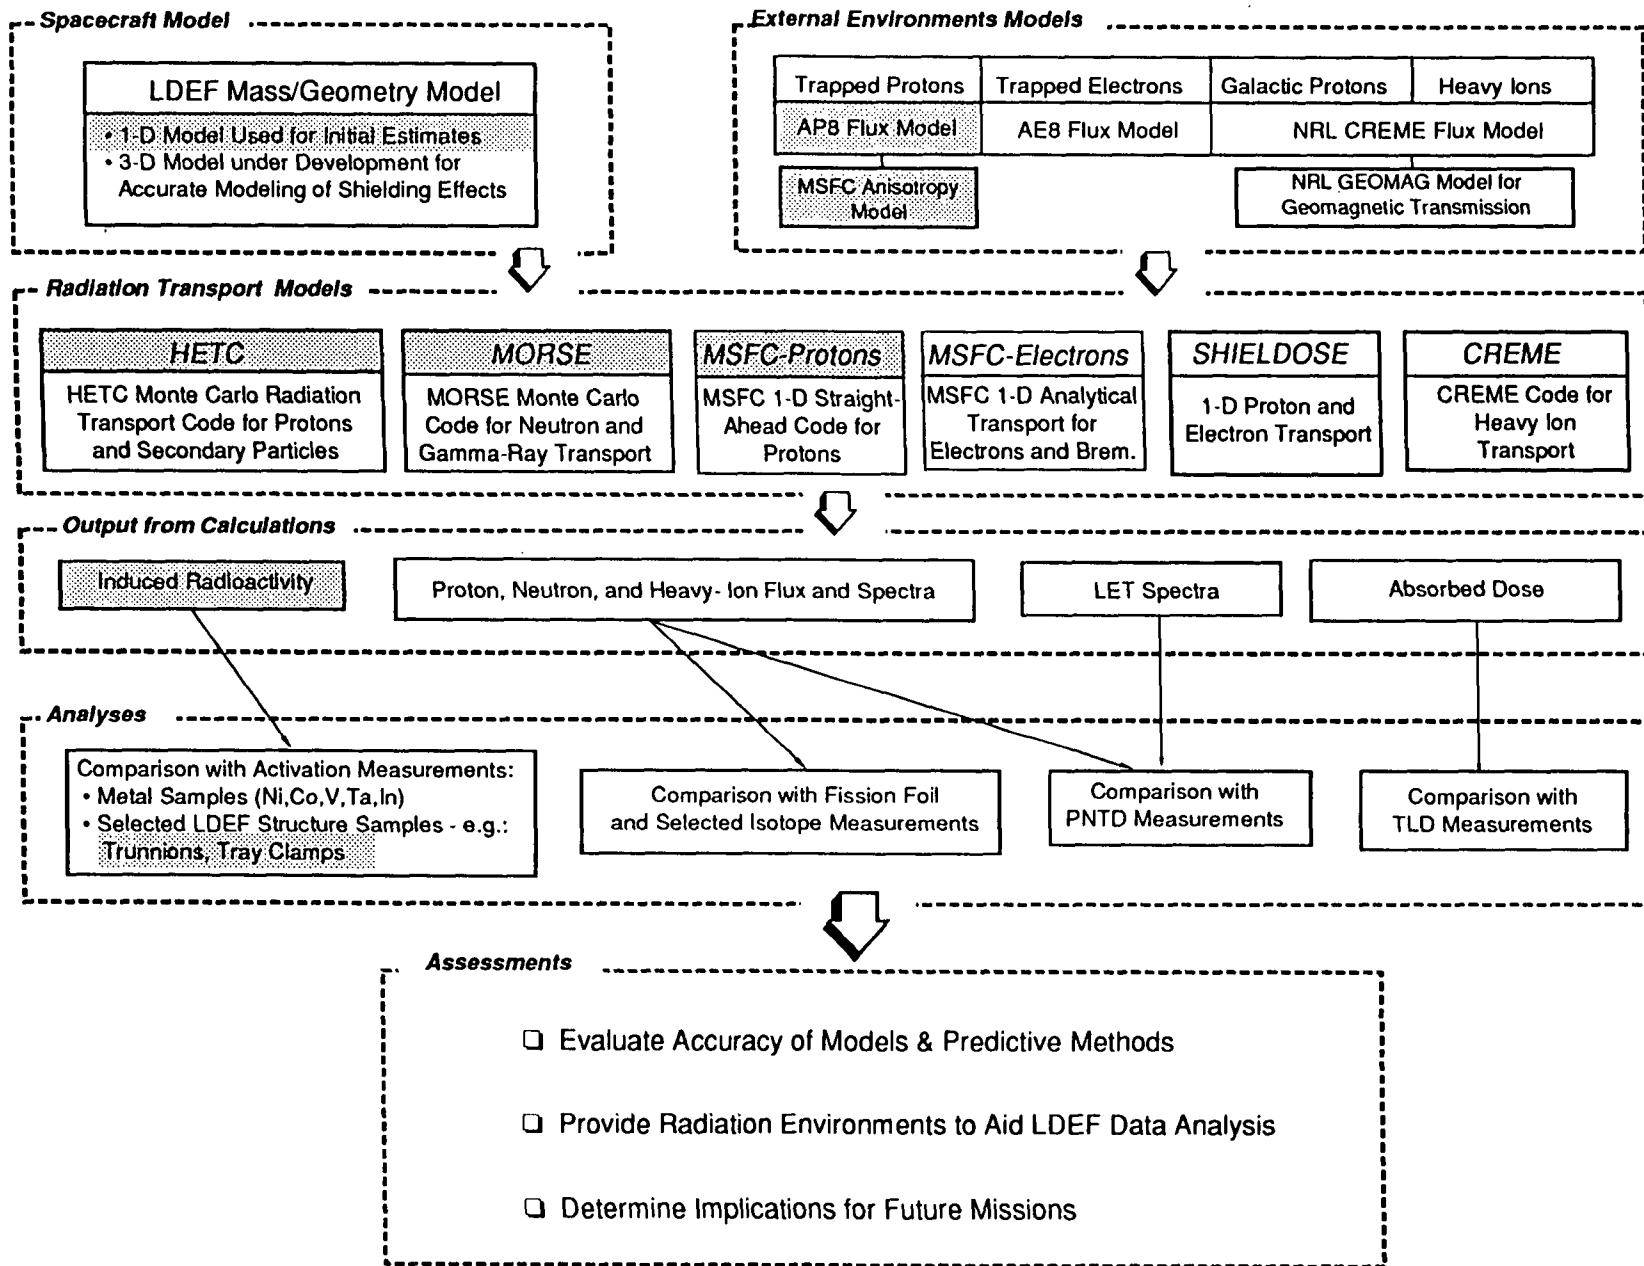 Spacecraft Model
LDEF Mass/Geometry Model
• 1-D Model Used for Initial Estimates
• 3-D Model under Development for
Accurate Modeling of Shielding Effects
External Environments Models
Trapped Protons
Trapped Electrons
Galactic Protons
Heavy Ions
AP8 Flux Model
AE8 Flux Model
NRL CREME Flux Model
MSFC Anisotropy
Model
NRL GEOMAG Model for
Geomagnetic Transmission
Radiation Transport Models
HETC
HETC Monte Carlo Radiation
Transport Code for Protons
and Secondary Particles
MORSE
MORSE Monte Carlo
Code for Neutron and
Gamma-Ray Transport
MSFC-Protons
MSFC 1-D Straight-
Ahead Code for
Protons
MSFC-Electrons
MSFC 1-D Analytical
Transport for
Electrons and Brem.
SHIELDOSE
1-D Proton and
Electron Transport
CREME
CREME Code for
Heavy Ion
Transport
Output from Calculations
Induced Radioactivity
Proton, Neutron, and Heavy- Ion Flux and Spectra
LET Spectra
Absorbed Dose
Analyses
Comparison with Activation Measurements:
• Metal Samples (Ni,Co,V,Ta,In)
• Selected LDEF Structure Samples - e.g.:
Trunnions, Tray Clamps
Comparison with Fission Foil
and Selected Isotope Measurements
Comparison with
PNTD Measurements
Comparison with
TLD Measurements
Assessments
❏ Evaluate Accuracy of Models & Predictive Methods
❏ Provide Radiation Environments to Aid LDEF Data Analysis
❏ Determine Implications for Future Missions